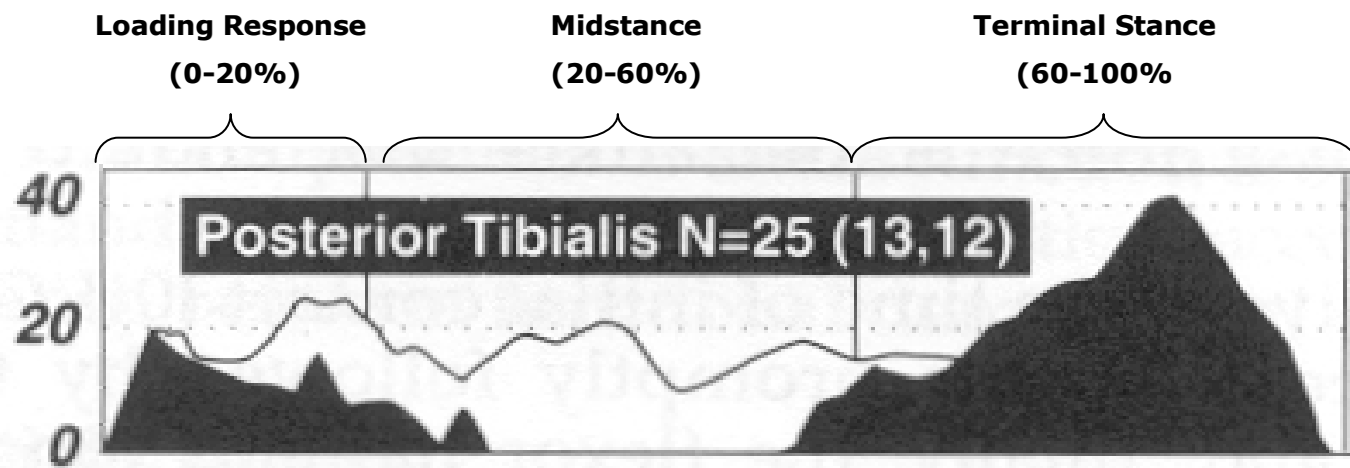 Loading Response
(0-20%)
Midstance
(20-60%)
Terminal Stance
(60-100%
40
Posterior Tibialis N=25 (13,12)
20
0